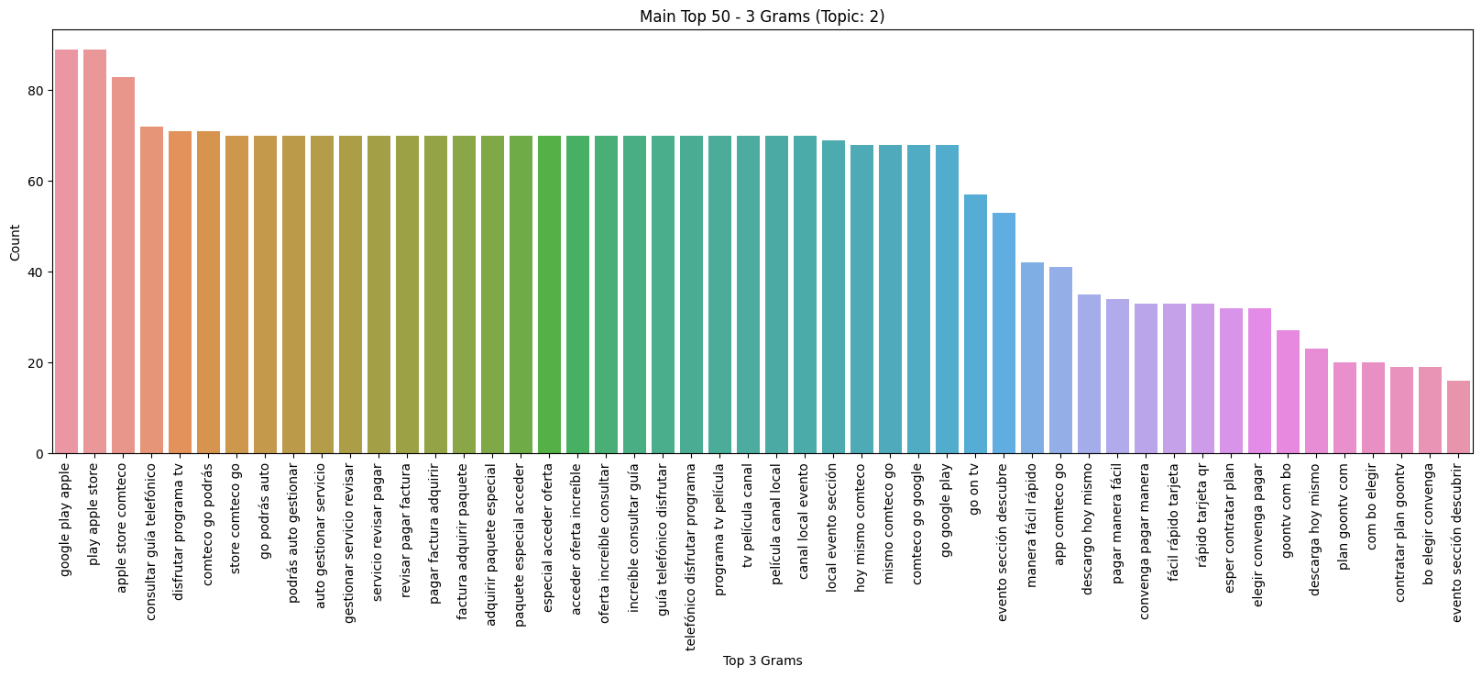 Main Top 50 - 3 Grams (Topic: 2)
Count
80
60
40
20
0
google play apple
play apple store
apple store comteco
consultar guía telefónico
disfrutar programa tv
comteco go podrás
store comteco go
go podrás auto
podrás auto gestionar
auto gestionar servicio
gestionar servicio revisar
servicio revisar pagar
revisar pagar factura
pagar factura adquirir
factura adquirir paquete
adquirir paquete especial
paquete especial acceder
especial acceder oferta
acceder oferta increíble
oferta increíble consultar
increíble consultar guía
guía telefónico disfrutar
telefónico disfrutar programa
programa tv película
tv película canal
película canal local
canal local evento
local evento sección
hoy mismo comteco
mismo comteco go
comteco go google
go google play
go on tv
evento sección descubre
manera fácil rápido
app comteco go
descargo hoy mismo
pagar manera fácil
convenga pagar manera
fácil rápido tarjeta
rápido tarjeta qr
esper contratar plan
elegir convenga pagar
goontv com bo
descarga hoy mismo
plan goontv com
com bo elegir
contratar plan goontv
bo elegir convenga
evento sección descubrir
Top 3 Grams